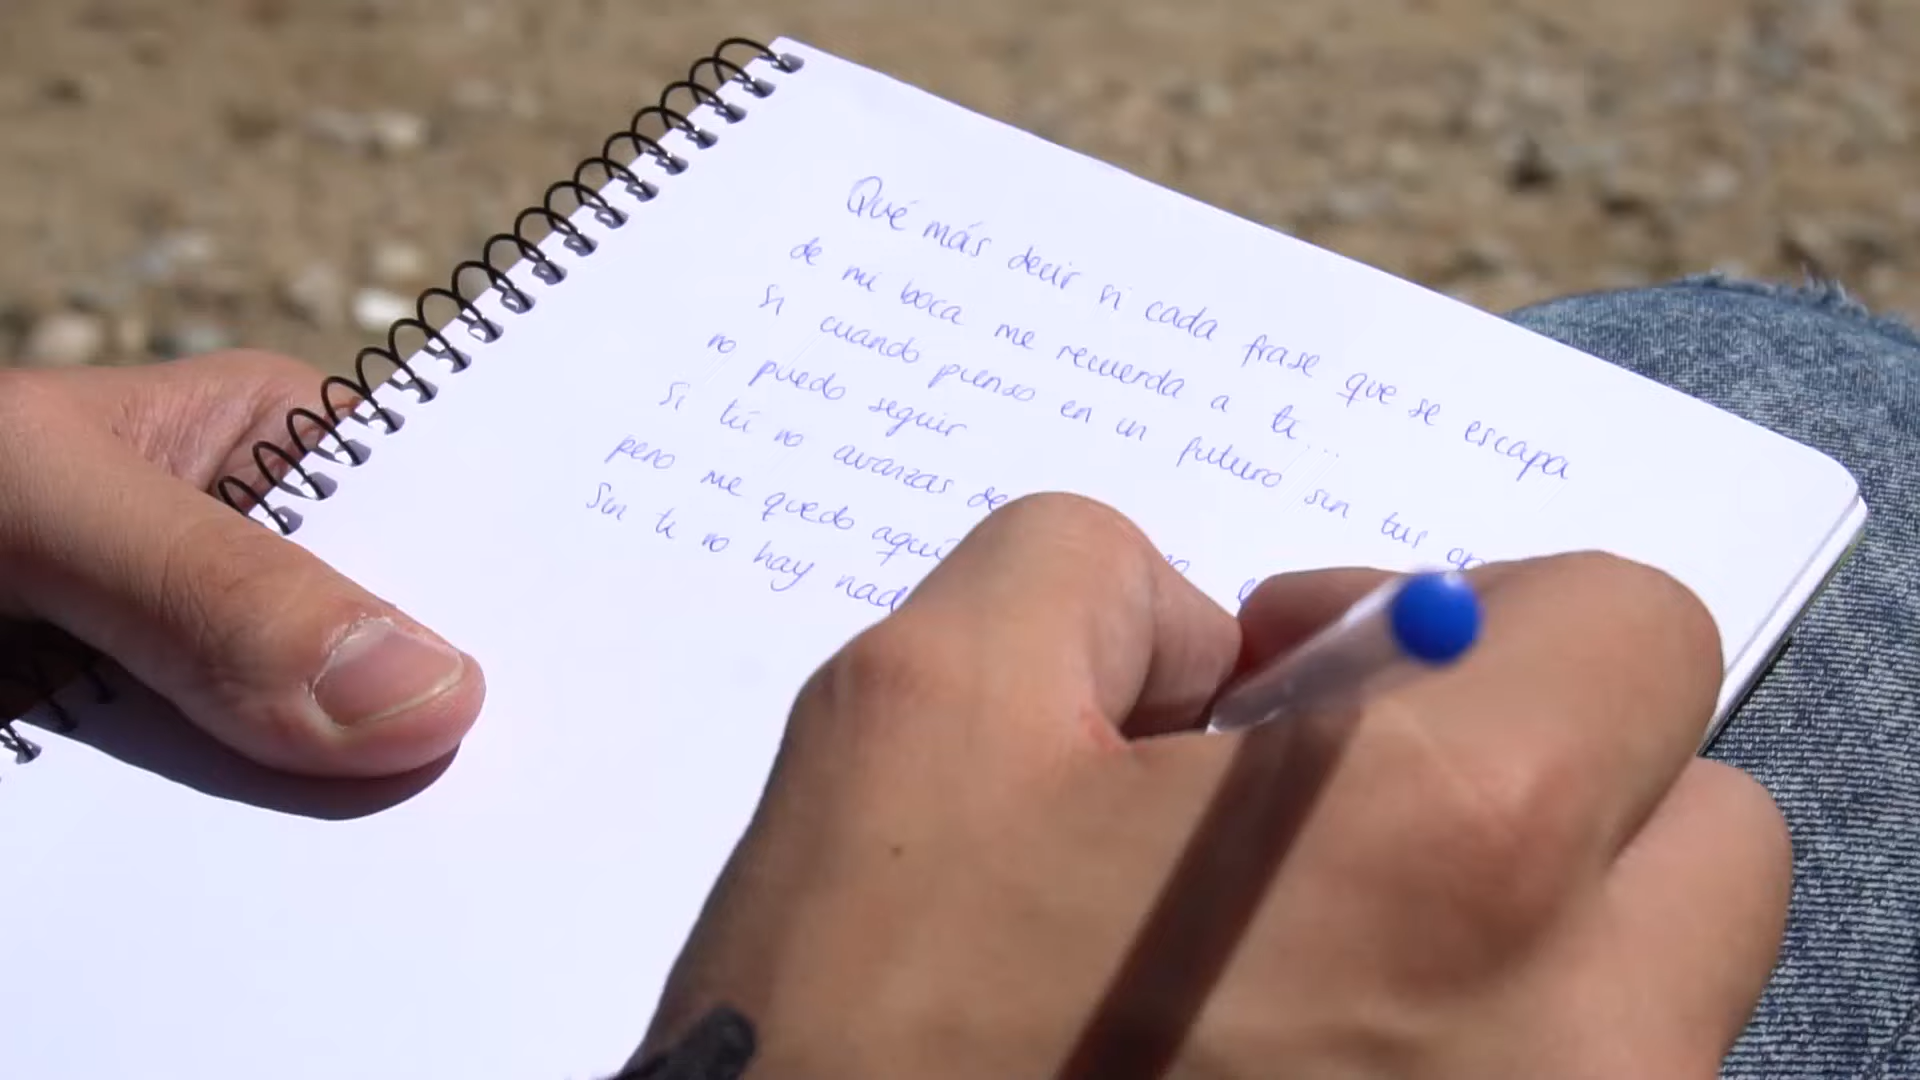 Qué más decir si cada frase que se escapa
de mi boca me recuerda a ti...
si cuando pienso en un futuro sin tus
no puedo seguir
Si tú no avanzas
pero me quedo aquí
Sin ti no hay